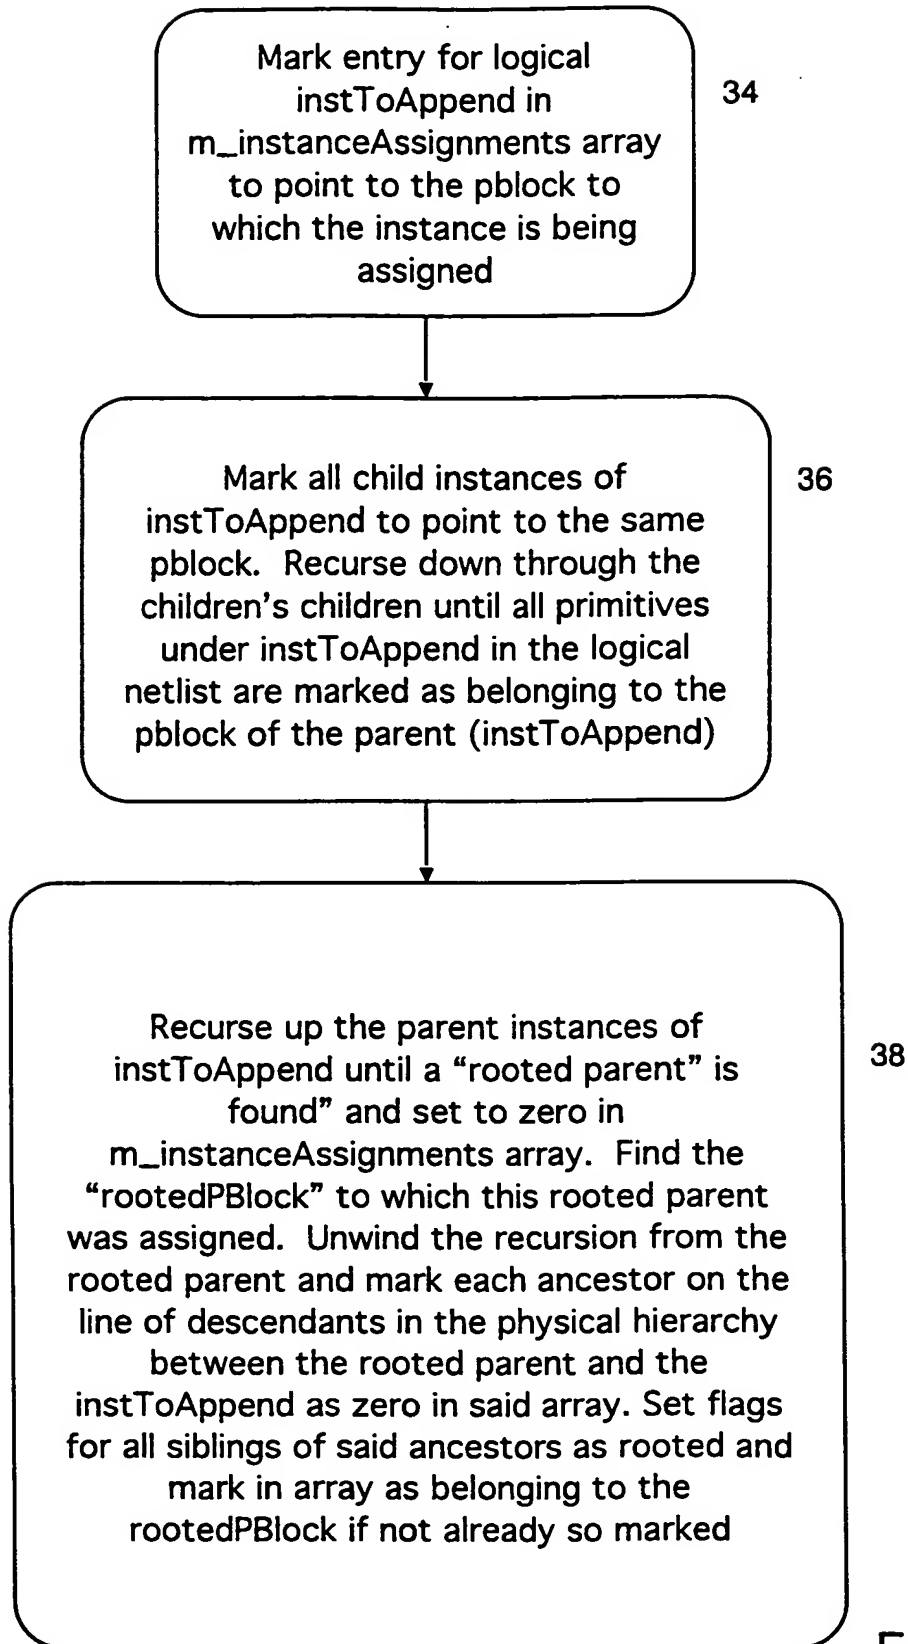 Mark entry for logical
instToAppend in
m_instanceAssignments array
to point to the pblock to
which the instance is being
assigned
34
Mark all child instances of
instToAppend to point to the same
pblock. Recurse down through the
children's children until all primitives
under instToAppend in the logical
netlist are marked as belonging to the
pblock of the parent (instToAppend)
36
Recurse up the parent instances of
instToAppend until a “rooted parent” is
found” and set to zero in
m_instanceAssignments array. Find the
“rootedPBlock” to which this rooted parent
was assigned. Unwind the recursion from the
rooted parent and mark each ancestor on the
line of descendants in the physical hierarchy
between the rooted parent and the
instToAppend as zero in said array. Set flags
for all siblings of said ancestors as rooted and
mark in array as belonging to the
rootedPBlock if not already so marked
38